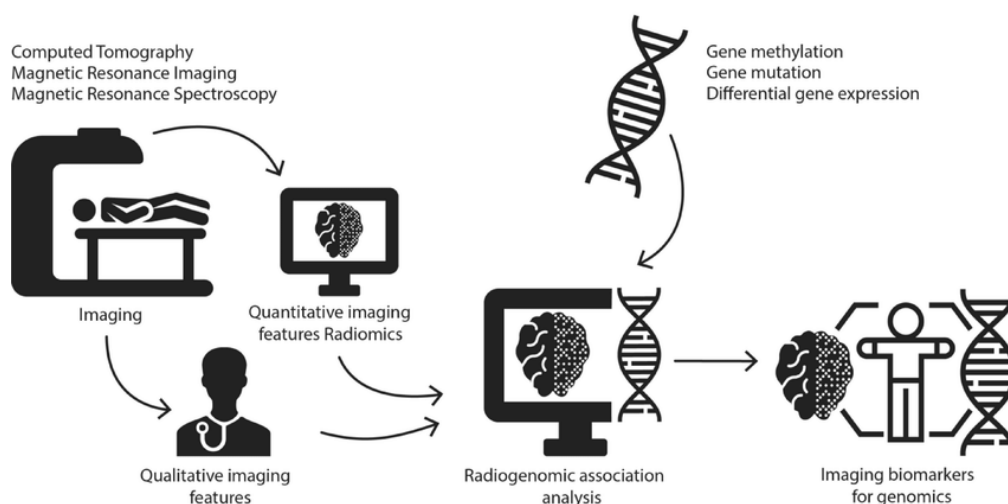 Computed Tomography
Magnetic Resonance Imaging
Magnetic Resonance Spectroscopy
Gene methylation
Gene mutation
Differential gene expression
Imaging
Quantitative imaging
features Radiomics
Qualitative imaging
features
Radiogenomic association
analysis
Imaging biomarkers
for genomics